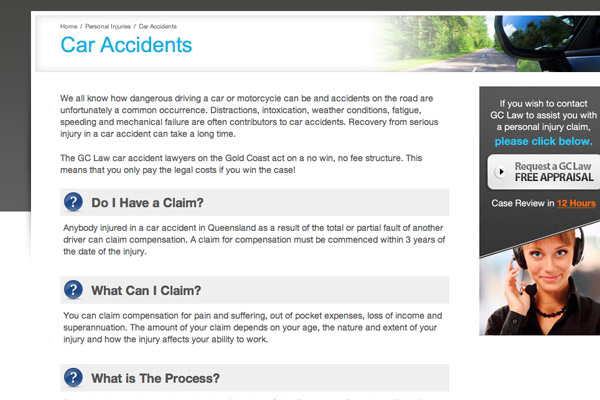 Home / Personal Injuries / Car Accidents
Car Accidents
We all know how dangerous driving a car or motorcycle can be and accidents on the road are
unfortunately a common occurrence. Distractions, intoxication, weather conditions, fatigue,
speeding and mechanical failure are often contributors to car accidents. Recovery from serious
injury in a car accident can take a long time.
The GC Law car accident lawyers on the Gold Coast act on a no win, no fee structure. This
means that you only pay the legal costs if you win the case!
? Do I Have a Claim?
Anybody injured in a car accident in Queensland as a result of the total or partial fault of another
driver can claim compensation. A claim for compensation must be commenced within 3 years of
the date of the injury.
? What Can I Claim?
You can claim compensation for pain and suffering, out of pocket expenses, loss of income and
superannuation. The amount of your claim depends on your age, the nature and extent of your
injury and how the injury affects your ability to work.
? What is The Process?
If you wish to contact
GC Law to assist you with
a personal injury claim,
please click below.
Request a GC Law
FREE APPRAISAL
Case Review in 12 Hours